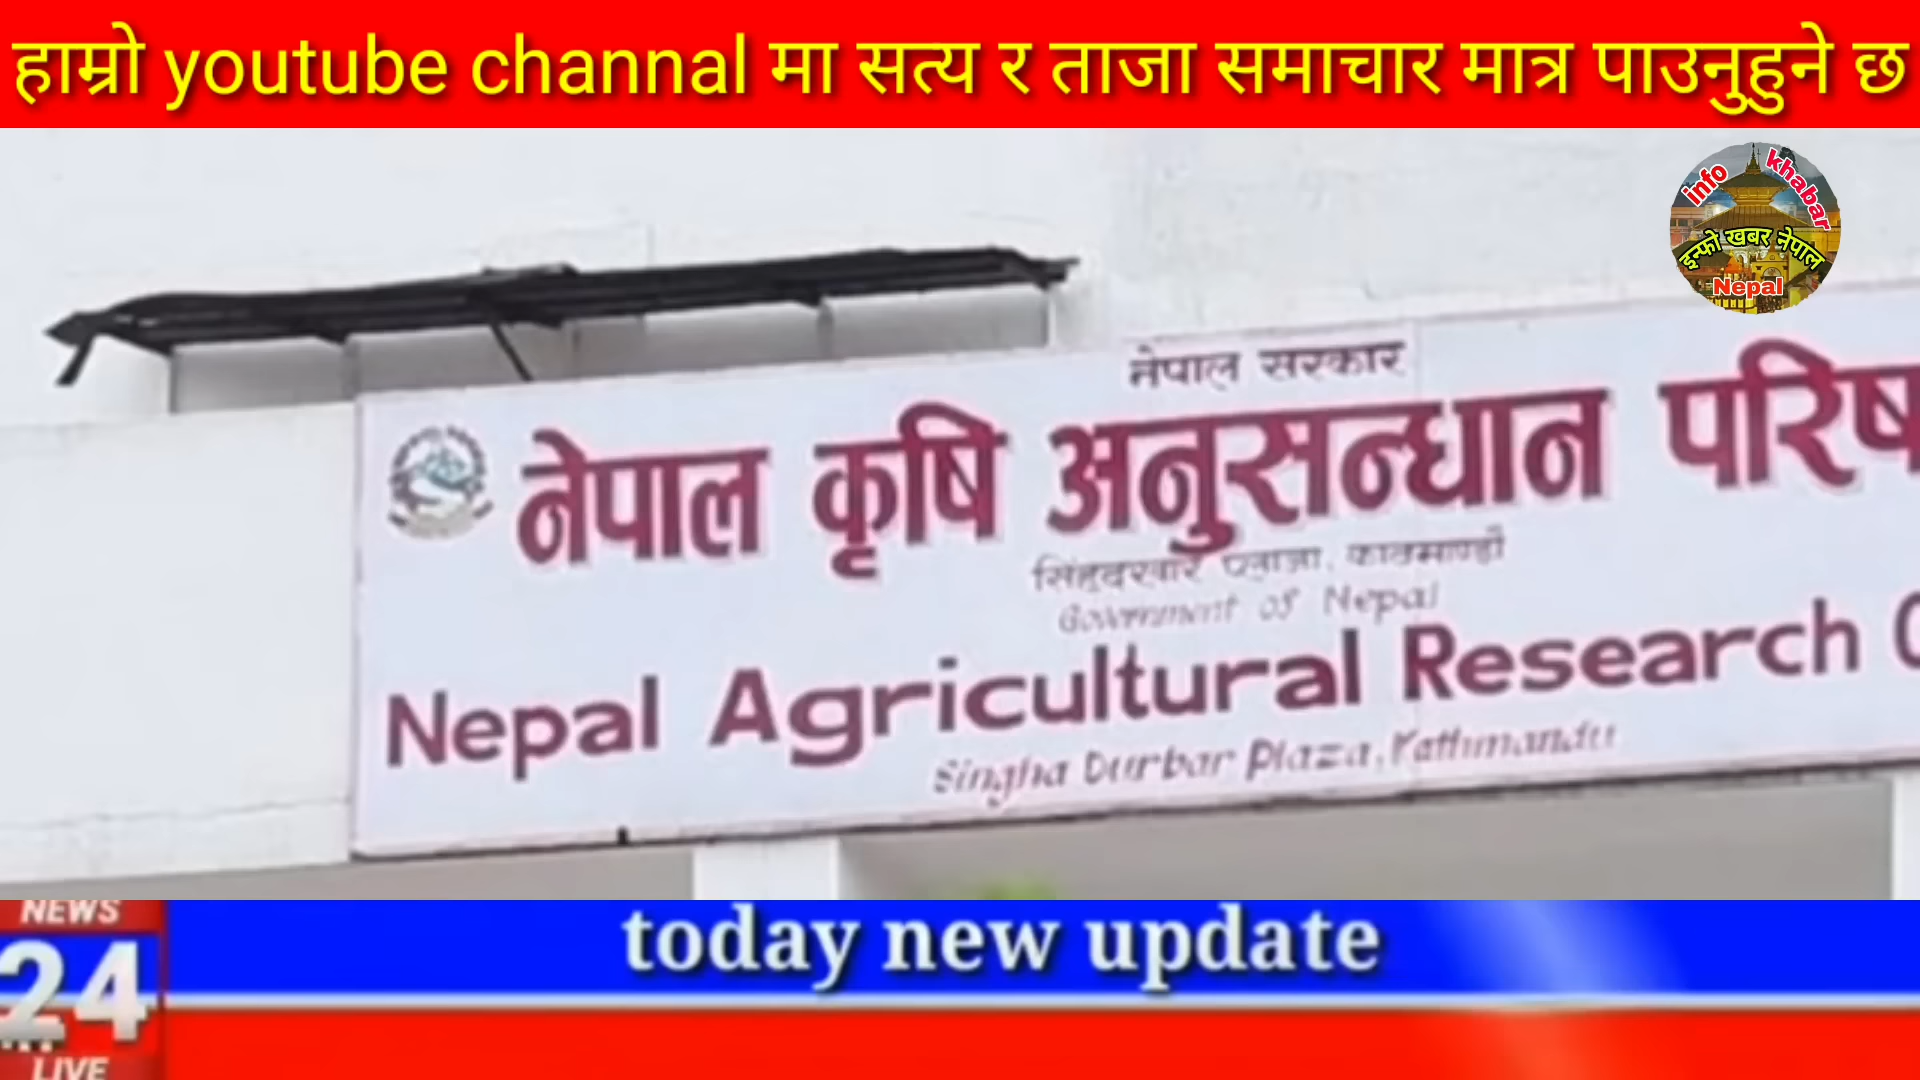 हाम्रो youtube channal मा सत्य र ताजा समाचार मात्र पाउनुहुने छ
info khabar
इन्फो खबर नेपाल
Nepal
नेपाल सरकार
नेपाल कृषि अनुसन्धान परिष
सिंहदरवार प्लाजा, काठमाण्डौ
Government of Nepal
Nepal Agricultural Research C
Singha Durbar Plaza, Kathmandu
NEWS
today new update
24
LIVE